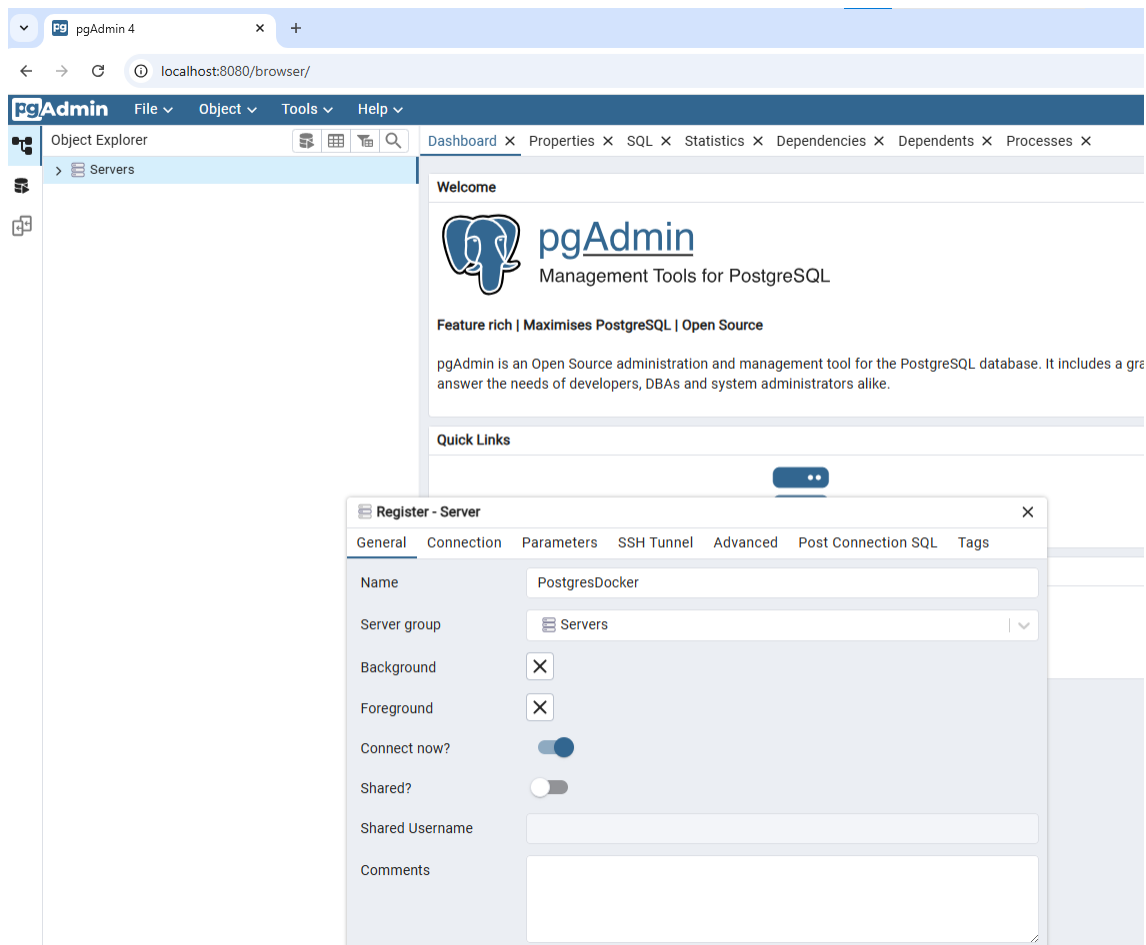 pgAdmin 4
localhost:8080/browser/
pgAdmin File Object Tools Help
Object Explorer
Dashboard Properties SQL Statistics Dependencies Dependents Processes
Servers
Welcome
pgAdmin
Management Tools for PostgreSQL
Feature rich | Maximises PostgreSQL | Open Source
pgAdmin is an Open Source administration and management tool for the PostgreSQL database. It includes a gra
answer the needs of developers, DBAs and system administrators alike.
Quick Links
Register - Server
General Connection Parameters SSH Tunnel Advanced Post Connection SQL Tags
Name PostgresDocker
Server group Servers
Background
Foreground
Connect now?
Shared?
Shared Username
Comments